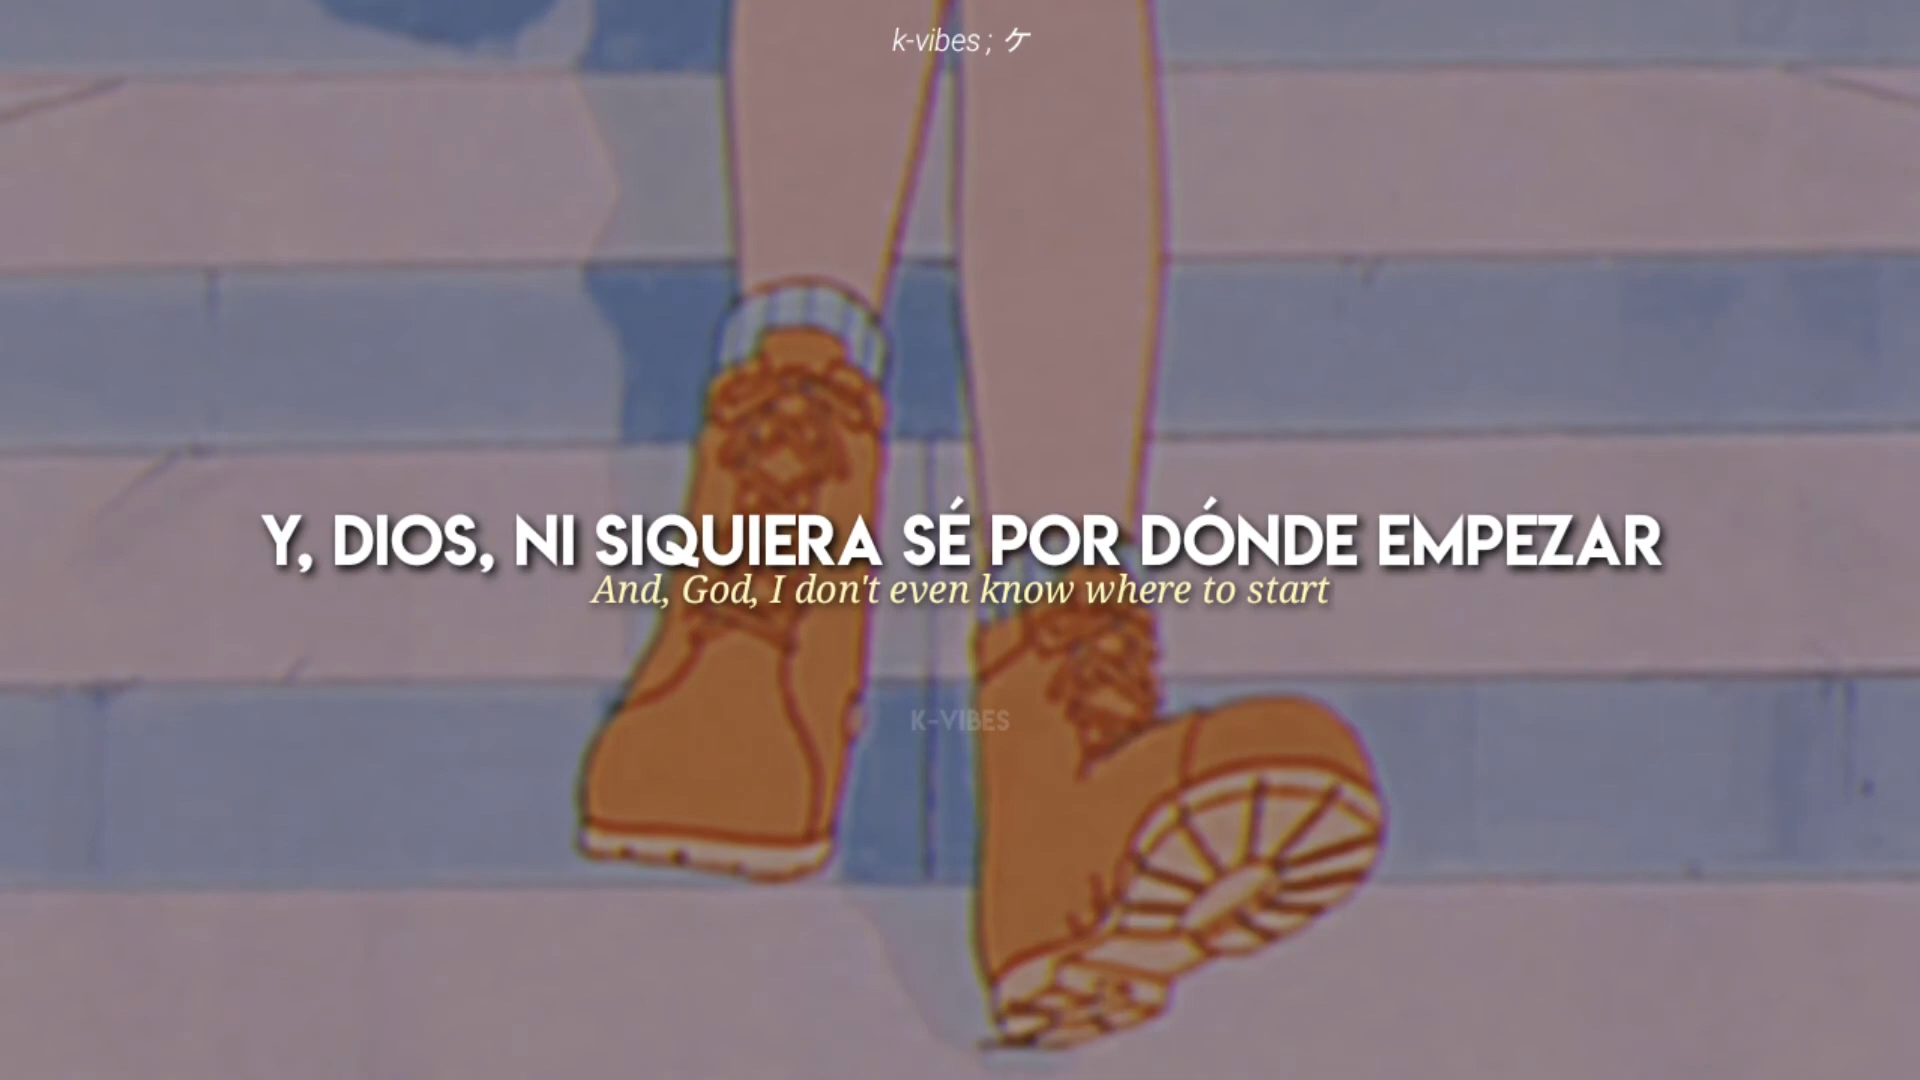 k-vibes ; ケ
Y, DIOS, NI SIQUIERA SÉ POR DÓNDE EMPEZAR
And, God, I don't even know where to start
K-VIBES